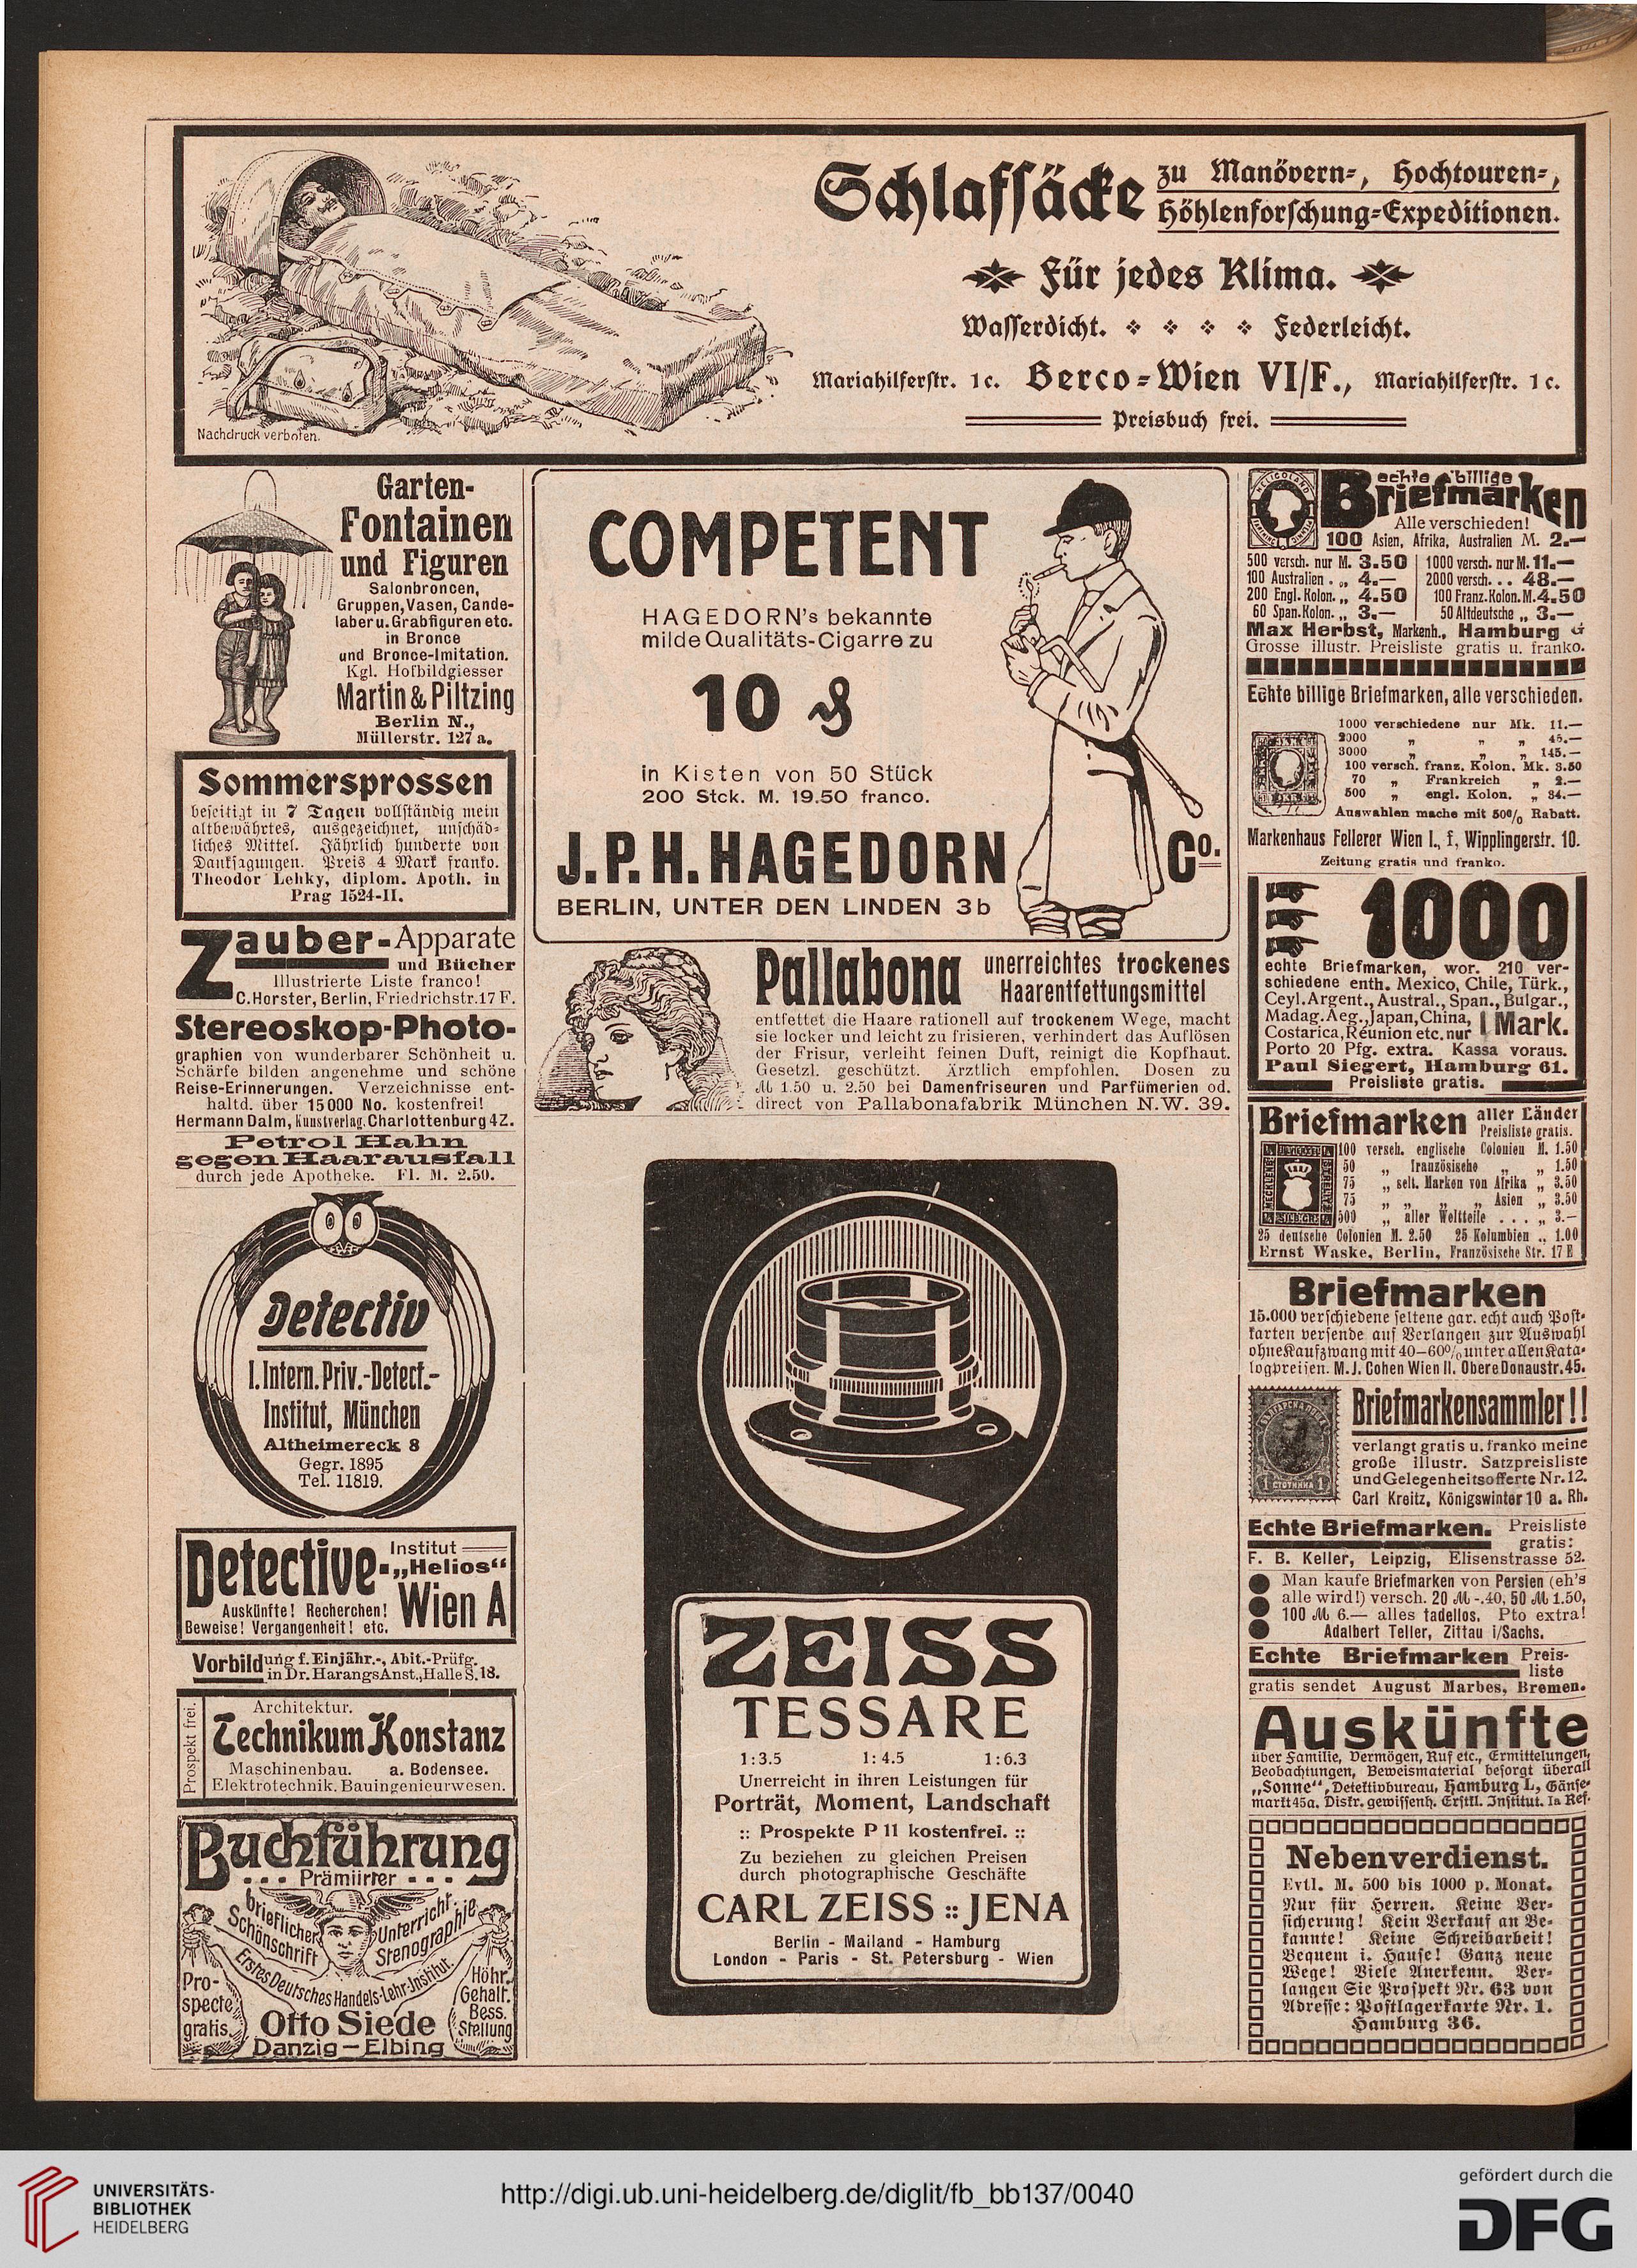 Schlafsäcke zu Manövern-, Hochtouren-,
Höhlenforschung-Expeditionen.
Für jedes Klima.
Wasserdicht. Federleicht.
Mariahilferstr. 1c. Berco-Wien VI/F., Mariahilferstr. 1c.
Preisbuch frei.
Nachdruck verboten.
Garten-
Fontainen
und Figuren
Salonbroncen,
Gruppen, Vasen, Cande-
laber u. Grabfiguren etc.
in Bronce
und Bronce-Imitation.
Kgl. Hofbildgiesser
Martin & Piltzing
Berlin N.,
Müllerstr. 127a.
Sommersprossen
beseitigt in 7 Tagen vollständig mein
altbewährtes, ausgezeichnet, unschäd-
liches Mittel. Jährlich hunderte von
Danksagungen. Preis 4 Mark franko.
Theodor Lehky, diplom. Apoth. in
Prag 1524-II.
Zauber-Apparate
und Bücher
Illustrierte Liste franco!
C. Horster, Berlin, Friedrichstr. 17 F.
Stereoskop-Photo-
graphien von wunderbarer Schönheit u.
Schärfe bilden angenehme und schöne
Reise-Erinnerungen. Verzeichnisse ent-
haltd. über 15000 No. kostenfrei!
Hermann Dalm, Kunstverlag. Charlottenburg 4Z.
Petrol Hahn
gegen Haarausfall
durch jede Apotheke. Fl. M. 2.50.
Detectiv
I. Intern. Priv.-Detect.-
Institut, München
Altheimereck 8
Gegr. 1895
Tel. 11819.
Detective- Institut
„Helios“
Wien A
Auskünfte! Recherchen!
Beweise! Vergangenheit! etc.
Vorbildung f. Einjähr.-, Abit.-Prüfg.
in Dr. Harangs Anst., Halle S. 18.
Prospekt frei.
Architektur.
Technikum Konstanz
Maschinenbau. a. Bodensee.
Elektrotechnik. Bauingenieurwesen.
Buchführung
Prämiirter
brieflicher Unterricht
Schönschrift Stenographie
Erstes Deutsches Handels-Lehr-Institut.
Pro-
specte
gratis.
Höhr.
Gehalt.
Bess.
Stellung
Otto Siede
Danzig-Elbing
COMPETENT
HAGEDORN's bekannte
milde Qualitäts-Cigarre zu
10 ₰
in Kisten von 50 Stück
200 Stck. M. 19.50 franco.
J.P.H. HAGEDORN Co.
BERLIN, UNTER DEN LINDEN 3b
Pallabona unerreichtes trockenes
Haarentfettungsmittel
entfettet die Haare rationell auf trockenem Wege, macht
sie locker und leicht zu frisieren, verhindert das Auflösen
der Frisur, verleiht feinen Duft, reinigt die Kopfhaut.
Gesetzl. geschützt. Ärztlich empfohlen. Dosen zu
ℳ 1.50 u. 2.50 bei Damenfriseuren und Parfümerien od.
direct von Pallabonafabrik München N.W. 39.
ZEISS
TESSARE
1:3.5 1:4.5 1:6.3
Unerreicht in ihren Leistungen für
Porträt, Moment, Landschaft
:: Prospekte P 11 kostenfrei. ::
Zu beziehen zu gleichen Preisen
durch photographische Geschäfte
CARL ZEISS :: JENA
Berlin - Mailand - Hamburg
London - Paris - St. Petersburg - Wien
HELIGOLAND
echte billige
Briefmarken
Alle verschieden!
100 Asien, Afrika, Australien M. 2.—
500 versch. nur M. 3.50 1000 versch. nur M. 11.—
100 Australien . „ 4.— 2000 versch. . . 48.—
200 Engl. Kolon. „ 4.50 100 Franz. Kolon. M. 4.50
60 Span. Kolon. „ 3.— 50 Altdeutsche „ 3.—
Max Herbst, Markenh., Hamburg G
Grosse illustr. Preisliste gratis u. franko.
Echte billige Briefmarken, alle verschieden.
1000 verschiedene nur Mk. 11.—
2000 „ „ „ 45.—
3000 „ „ „ 145.—
100 versch. franz. Kolon. Mk. 3.50
70 „ Frankreich „ 2.—
500 „ engl. Kolon. „ 34.—
Auswahlen mache mit 50% Rabatt.
Markenhaus Fellerer Wien I., f, Wipplingerstr. 10.
Zeitung gratis und franko.
1000
echte Briefmarken, wor. 210 ver-
schiedene enth. Mexico, Chile, Türk.,
Ceyl. Argent., Austral., Span., Bulgar.,
Madag. Aeg., Japan, China,
Costarica, Réunion etc. nur 1 Mark.
Porto 20 Pfg. extra. Kassa voraus.
Paul Siegert, Hamburg 61.
Preisliste gratis.
Briefmarken aller Länder
Preisliste gratis.
100 versch. englische Colonien M. 1.50
50 „ französische „ „ 1.50
75 „ selt. Marken von Afrika „ 3.50
75 „ „ „ „ Asien „ 3.50
500 „ aller Weltteile . . . „ 3.—
25 deutsche Colonien M. 2.50 25 Kolumbien „ 1.00
Ernst Waske, Berlin, Französische Str. 17 E
Briefmarken
15.000 verschiedene seltene gar. echt auch Post-
karten versende auf Verlangen zur Auswahl
ohne Kaufzwang mit 40–60% unter allen Kata-
logpreisen. M. J. Cohen Wien II. Obere Donaustr. 45.
Briefmarkensammler!!
verlangt gratis u. franko meine
große illustr. Satzpreisliste
und Gelegenheitsofferte Nr. 12.
Carl Kreitz, Königswinter 10 a. Rh.
Echte Briefmarken. Preisliste
gratis:
F. B. Keller, Leipzig, Elisenstrasse 52.
Man kaufe Briefmarken von Persien (eh's
alle wird!) versch. 20 ℳ -.40, 50 ℳ 1.50,
100 ℳ 6.— alles tadellos. Pto extra!
Adalbert Teller, Zittau i/Sachs.
Echte Briefmarken Preis-
liste
gratis sendet August Marbes, Bremen.
Auskünfte
über Familie, Vermögen, Ruf etc., Ermittelungen,
Beobachtungen, Beweismaterial besorgt überall
„Sonne“, Detektivbureau, Hamburg L, Gänse-
markt 45a. Diskr. gewissenh. Erstkl. Institut. Ia Ref.
Nebenverdienst.
Evtl. M. 500 bis 1000 p. Monat.
Nur für Herren. Keine Ver-
sicherung! Kein Verkauf an Be-
kannte! Keine Schreibarbeit!
Bequem i. Hause! Ganz neue
Wege! Viele Anerkenn. Ver-
langen Sie Prospekt Nr. 63 von
Adresse: Postlagerkarte Nr. 1.
Hamburg 36.
UNIVERSITÄTS-
BIBLIOTHEK
HEIDELBERG
http://digi.ub.uni-heidelberg.de/diglit/fb_bb137/0040
gefördert durch die
DFG